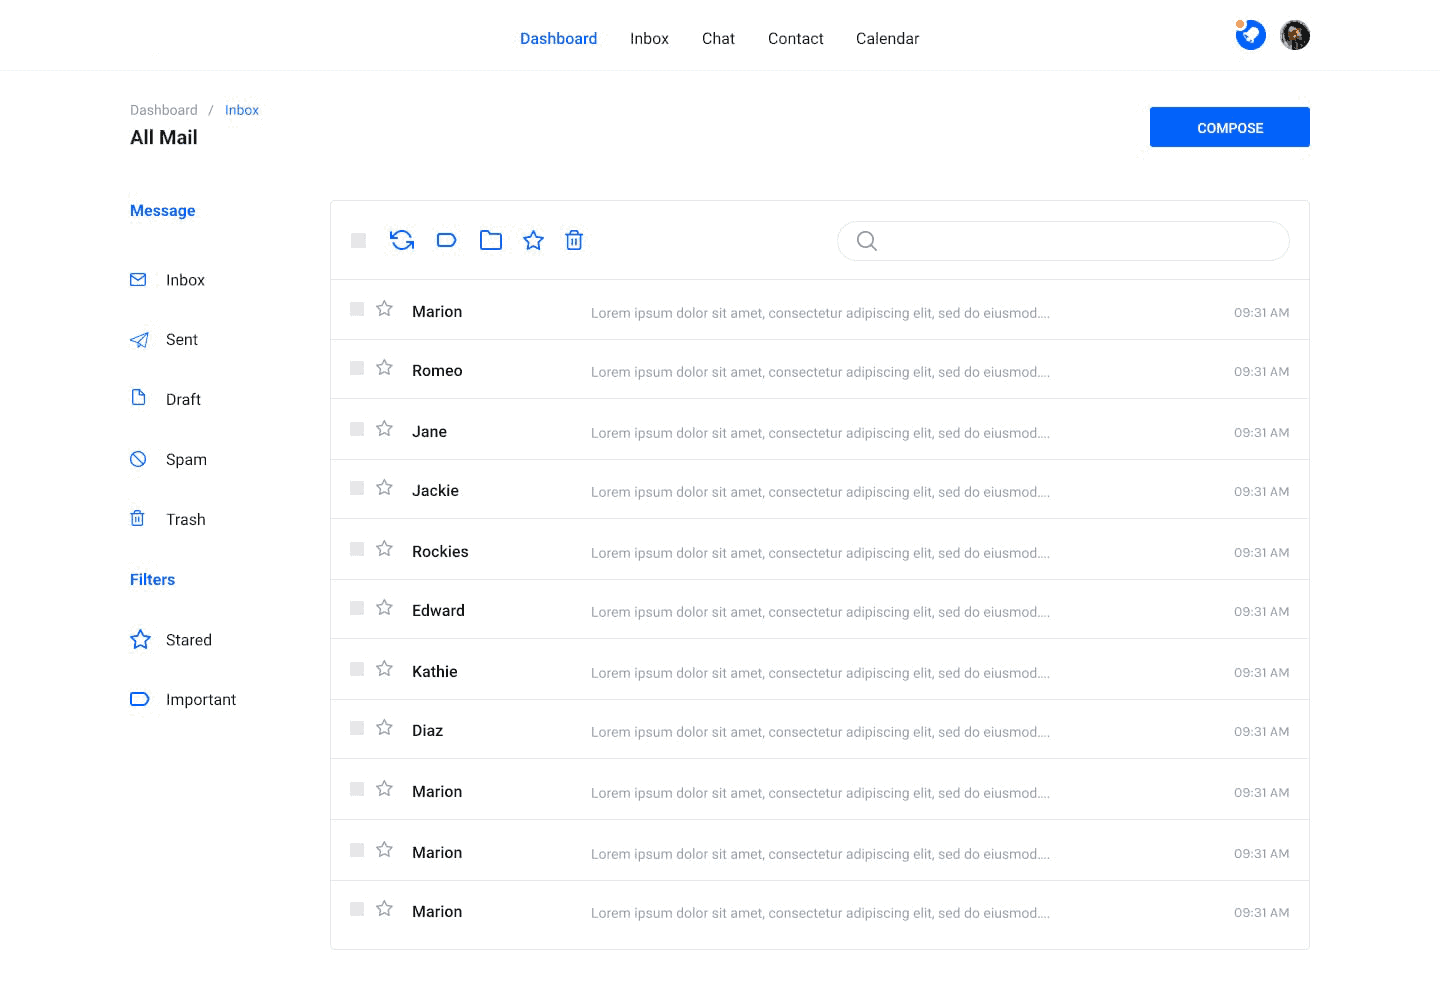 Dashboard Inbox Chat Contact Calendar
Dashboard / Inbox
All Mail
COMPOSE
Message
Inbox
Sent
Draft
Spam
Trash
Filters
Stared
Important
Marion Lorem ipsum dolor sit amet, consectetur adipiscing elit, sed do eiusmod.... 09:31 AM
Romeo Lorem ipsum dolor sit amet, consectetur adipiscing elit, sed do eiusmod.... 09:31 AM
Jane Lorem ipsum dolor sit amet, consectetur adipiscing elit, sed do eiusmod.... 09:31 AM
Jackie Lorem ipsum dolor sit amet, consectetur adipiscing elit, sed do eiusmod.... 09:31 AM
Rockies Lorem ipsum dolor sit amet, consectetur adipiscing elit, sed do eiusmod.... 09:31 AM
Edward Lorem ipsum dolor sit amet, consectetur adipiscing elit, sed do eiusmod.... 09:31 AM
Kathie Lorem ipsum dolor sit amet, consectetur adipiscing elit, sed do eiusmod.... 09:31 AM
Diaz Lorem ipsum dolor sit amet, consectetur adipiscing elit, sed do eiusmod.... 09:31 AM
Marion Lorem ipsum dolor sit amet, consectetur adipiscing elit, sed do eiusmod.... 09:31 AM
Marion Lorem ipsum dolor sit amet, consectetur adipiscing elit, sed do eiusmod.... 09:31 AM
Marion Lorem ipsum dolor sit amet, consectetur adipiscing elit, sed do eiusmod.... 09:31 AM